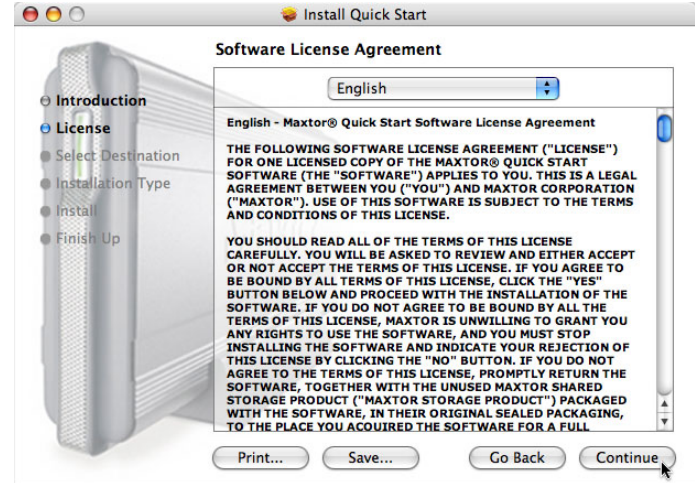 Install Quick Start
Software License Agreement
English
Introduction
License
Select Destination
Installation Type
Install
Finish Up
English - Maxtor® Quick Start Software License Agreement
THE FOLLOWING SOFTWARE LICENSE AGREEMENT ("LICENSE")
FOR ONE LICENSED COPY OF THE MAXTOR® QUICK START
SOFTWARE (THE "SOFTWARE") APPLIES TO YOU. THIS IS A LEGAL
AGREEMENT BETWEEN YOU ("YOU") AND MAXTOR CORPORATION
("MAXTOR"). USE OF THIS SOFTWARE IS SUBJECT TO THE TERMS
AND CONDITIONS OF THIS LICENSE.
YOU SHOULD READ ALL OF THE TERMS OF THIS LICENSE
CAREFULLY. YOU WILL BE ASKED TO REVIEW AND EITHER ACCEPT
OR NOT ACCEPT THE TERMS OF THIS LICENSE. IF YOU AGREE TO
BE BOUND BY ALL TERMS OF THIS LICENSE, CLICK THE "YES"
BUTTON BELOW AND PROCEED WITH THE INSTALLATION OF THE
SOFTWARE. IF YOU DO NOT AGREE TO BE BOUND BY ALL THE
TERMS OF THIS LICENSE, MAXTOR IS UNWILLING TO GRANT YOU
ANY RIGHTS TO USE THE SOFTWARE, AND YOU MUST STOP
INSTALLING THE SOFTWARE AND INDICATE YOUR REJECTION OF
THIS LICENSE BY CLICKING THE "NO" BUTTON. IF YOU DO NOT
AGREE TO THE TERMS OF THIS LICENSE, PROMPTLY RETURN THE
SOFTWARE, TOGETHER WITH THE UNUSED MAXTOR SHARED
STORAGE PRODUCT ("MAXTOR STORAGE PRODUCT") PACKAGED
WITH THE SOFTWARE, IN THEIR ORIGINAL SEALED PACKAGING,
TO THE PLACE YOU ACQUIRED THE SOFTWARE FOR A FULL
Print...
Save...
Go Back
Continue